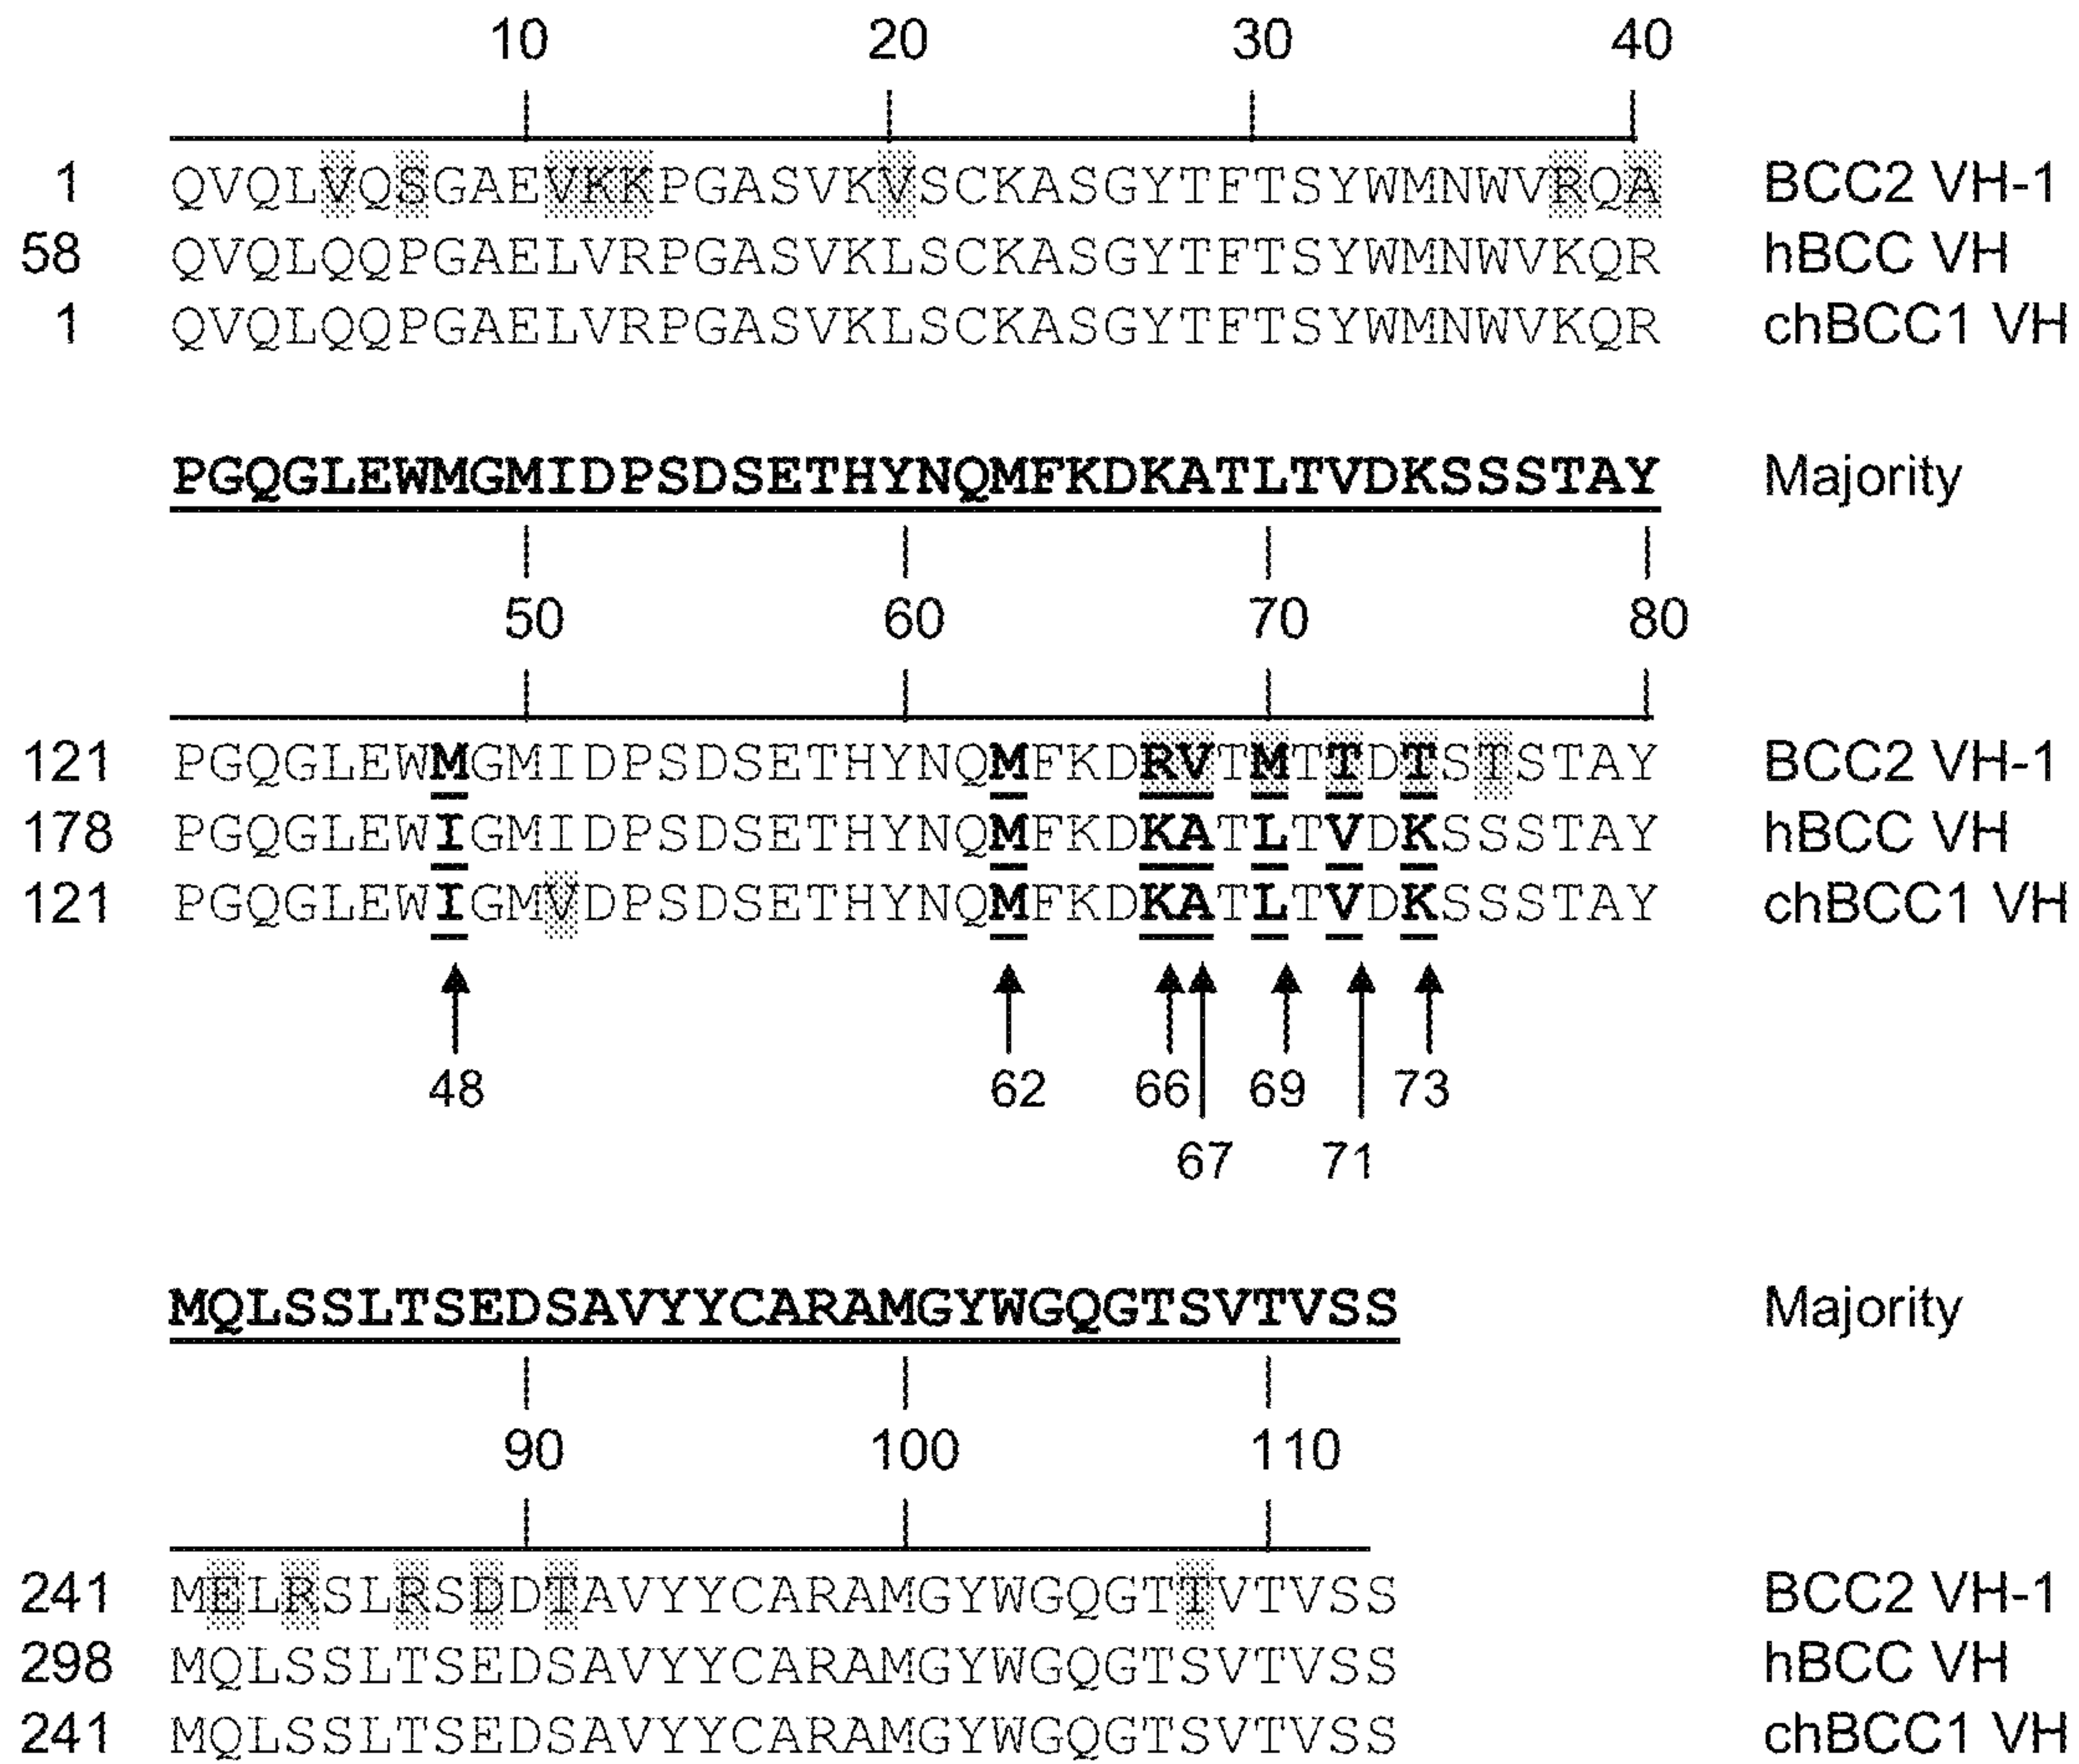 10 20 30 40
1 QVQLVQSGAEVKKPGASVKVSCKASGYTFTSYWMNWVRQA BCC2 VH-1
58 QVQLQQPGAELVRPGASVKLSCKASGYTFTSYWMNWVKQR hBCC VH
1 QVQLQQPGAELVRPGASVKLSCKASGYTFTSYWMNWVKQR chBCC1 VH
PGQGLEWMGMIDPSDSETHYNQMFKDKATLTVDKSSSTAY Majority
50 60 70 80
121 PGQGLEWMGMIDPSDSETHYNQMFKDRVTMTTDTSTSTAY BCC2 VH-1
178 PGQGLEWIGMIDPSDSETHYNQMFKDKATLTVDKSSSTAY hBCC VH
121 PGQGLEWIGMVDPSDSETHYNQMFKDKATLTVDKSSSTAY chBCC1 VH
48 62 66 69 73
67 71
MQLSSLTSEDSAVYYCARAMGYWGQGTSVTVSS Majority
90 100 110
241 MELRSLRSDDTAVYYCARAMGYWGQGTTVTVSS BCC2 VH-1
298 MQLSSLTSEDSAVYYCARAMGYWGQGTSVTVSS hBCC VH
241 MQLSSLTSEDSAVYYCARAMGYWGQGTSVTVSS chBCC1 VH